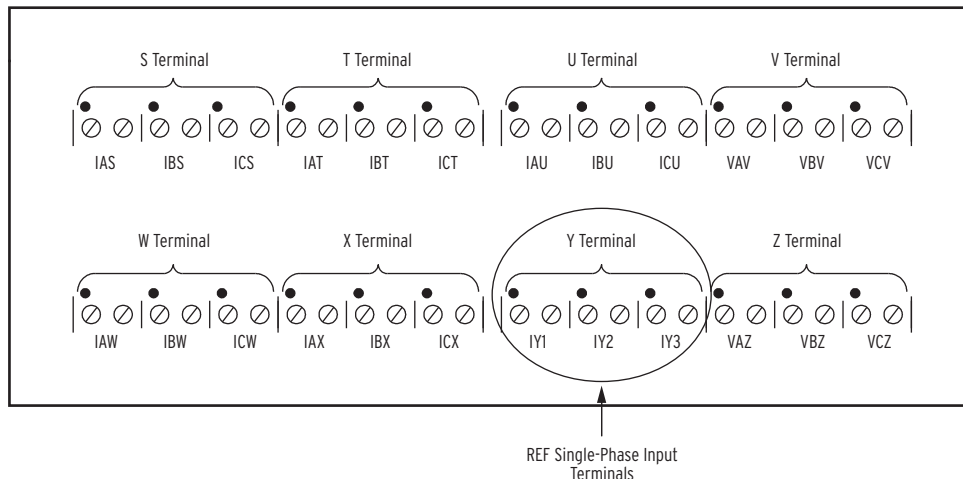 S Terminal T Terminal U Terminal V Terminal
IAS IBS ICS IAT IBT ICT IAU IBU ICU VAV VBV VCV
W Terminal X Terminal Y Terminal Z Terminal
IAW IBW ICW IAX IBX ICX IY1 IY2 IY3 VAZ VBZ VCZ
REF Single-Phase Input
Terminals